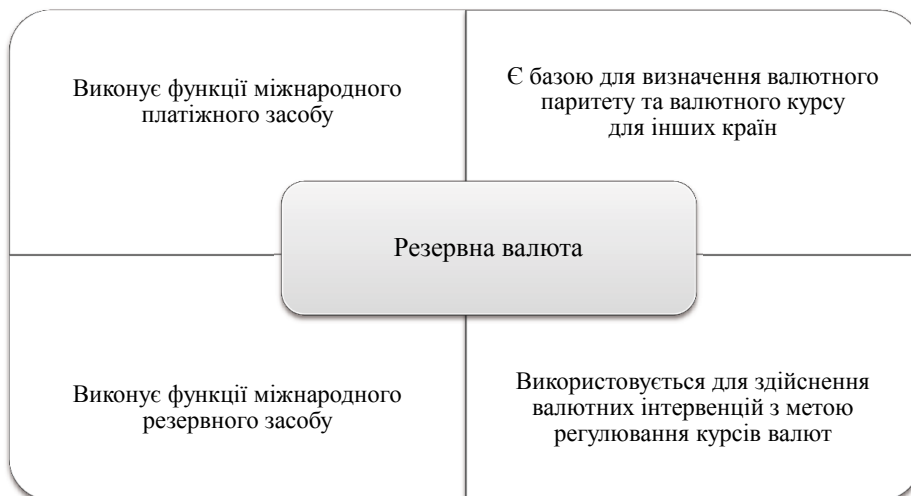 Виконує функції міжнародного
платіжного засобу
Є базою для визначення валютного
паритету та валютного курсу
для інших країн
Резервна валюта
Виконує функції міжнародного
резервного засобу
Використовується для здійснення
валютних інтервенцій з метою
регулювання курсів валют